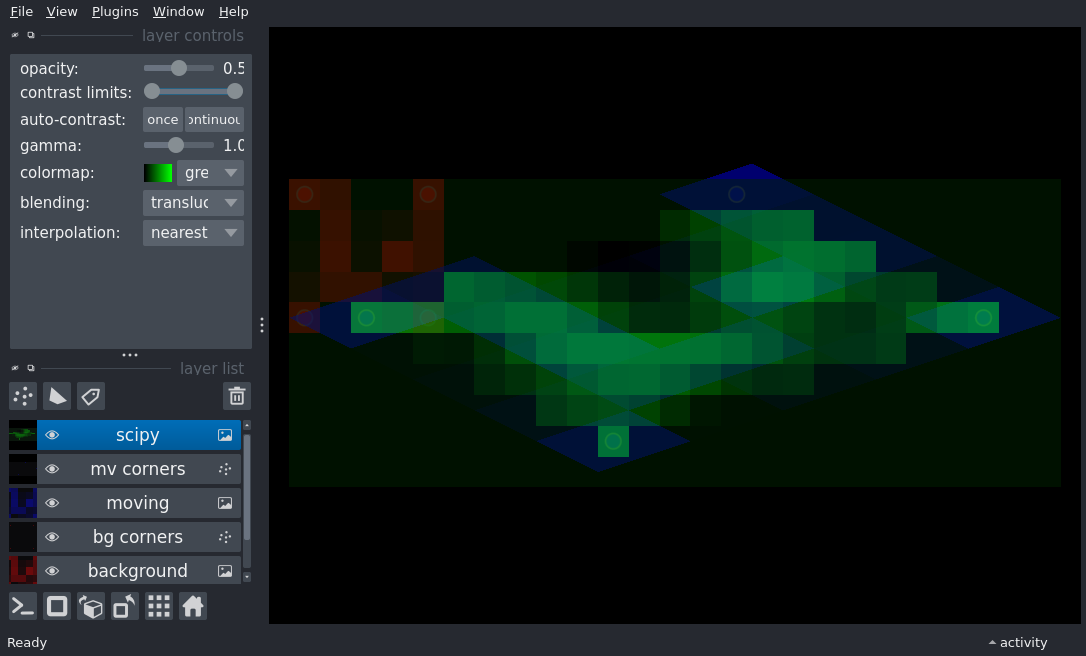 File View Plugins Window Help
layer controls
opacity: 0.5
contrast limits:
auto-contrast: once ontinuou
gamma: 1.0
colormap: gre
blending: transluc
interpolation: nearest
layer list
scipy
mv corners
moving
bg corners
background
Ready
activity